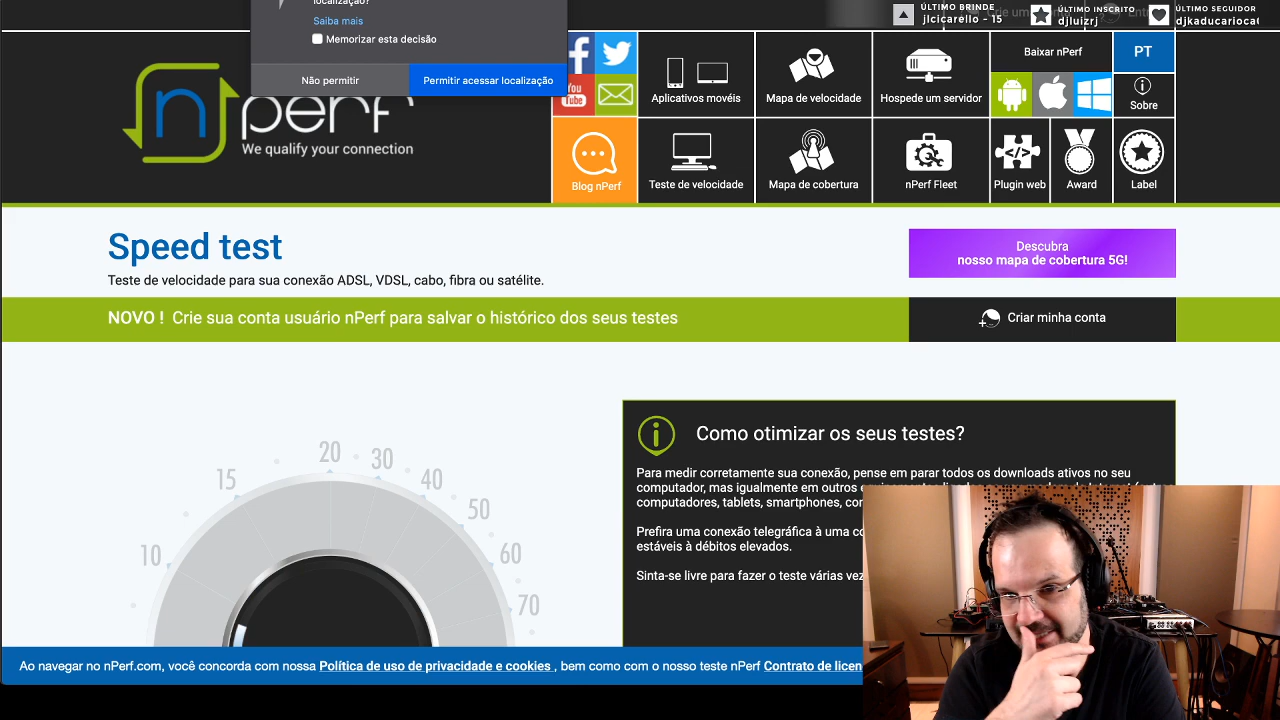 localização?
Saiba mais
Memorizar esta decisão
Não permitir
Permitir acessar localização
ÚLTIMO BRINDE
jlcicarello - 15
ÚLTIMO INSCRITO
djluizrj
ÚLTIMO SEGUIDOR
djkaducariocat
nperf
We qualify your connection
You
Tube
Blog nPerf
Aplicativos movéis
Mapa de velocidade
Hospede um servidor
Baixar nPerf
PT
Sobre
Teste de velocidade
Mapa de cobertura
nPerf Fleet
Plugin web
Award
Label
Speed test
Teste de velocidade para sua conexão ADSL, VDSL, cabo, fibra ou satélite.
Descubra
nosso mapa de cobertura 5G!
NOVO ! Crie sua conta usuário nPerf para salvar o histórico dos seus testes
Criar minha conta
10
15
20
30
40
50
60
70
Como otimizar os seus testes?
Para medir corretamente sua conexão, pense em parar todos os downloads ativos no seu
computador, mas igualmente em outros
computadores, tablets, smartphones,
Prefira uma conexão telegráfica à uma
estáveis à débitos elevados.
Sinta-se livre para fazer o teste várias
Ao navegar no nPerf.com, você concorda com nossa Política de uso de privacidade e cookies , bem como com o nosso teste nPerf Contrato de